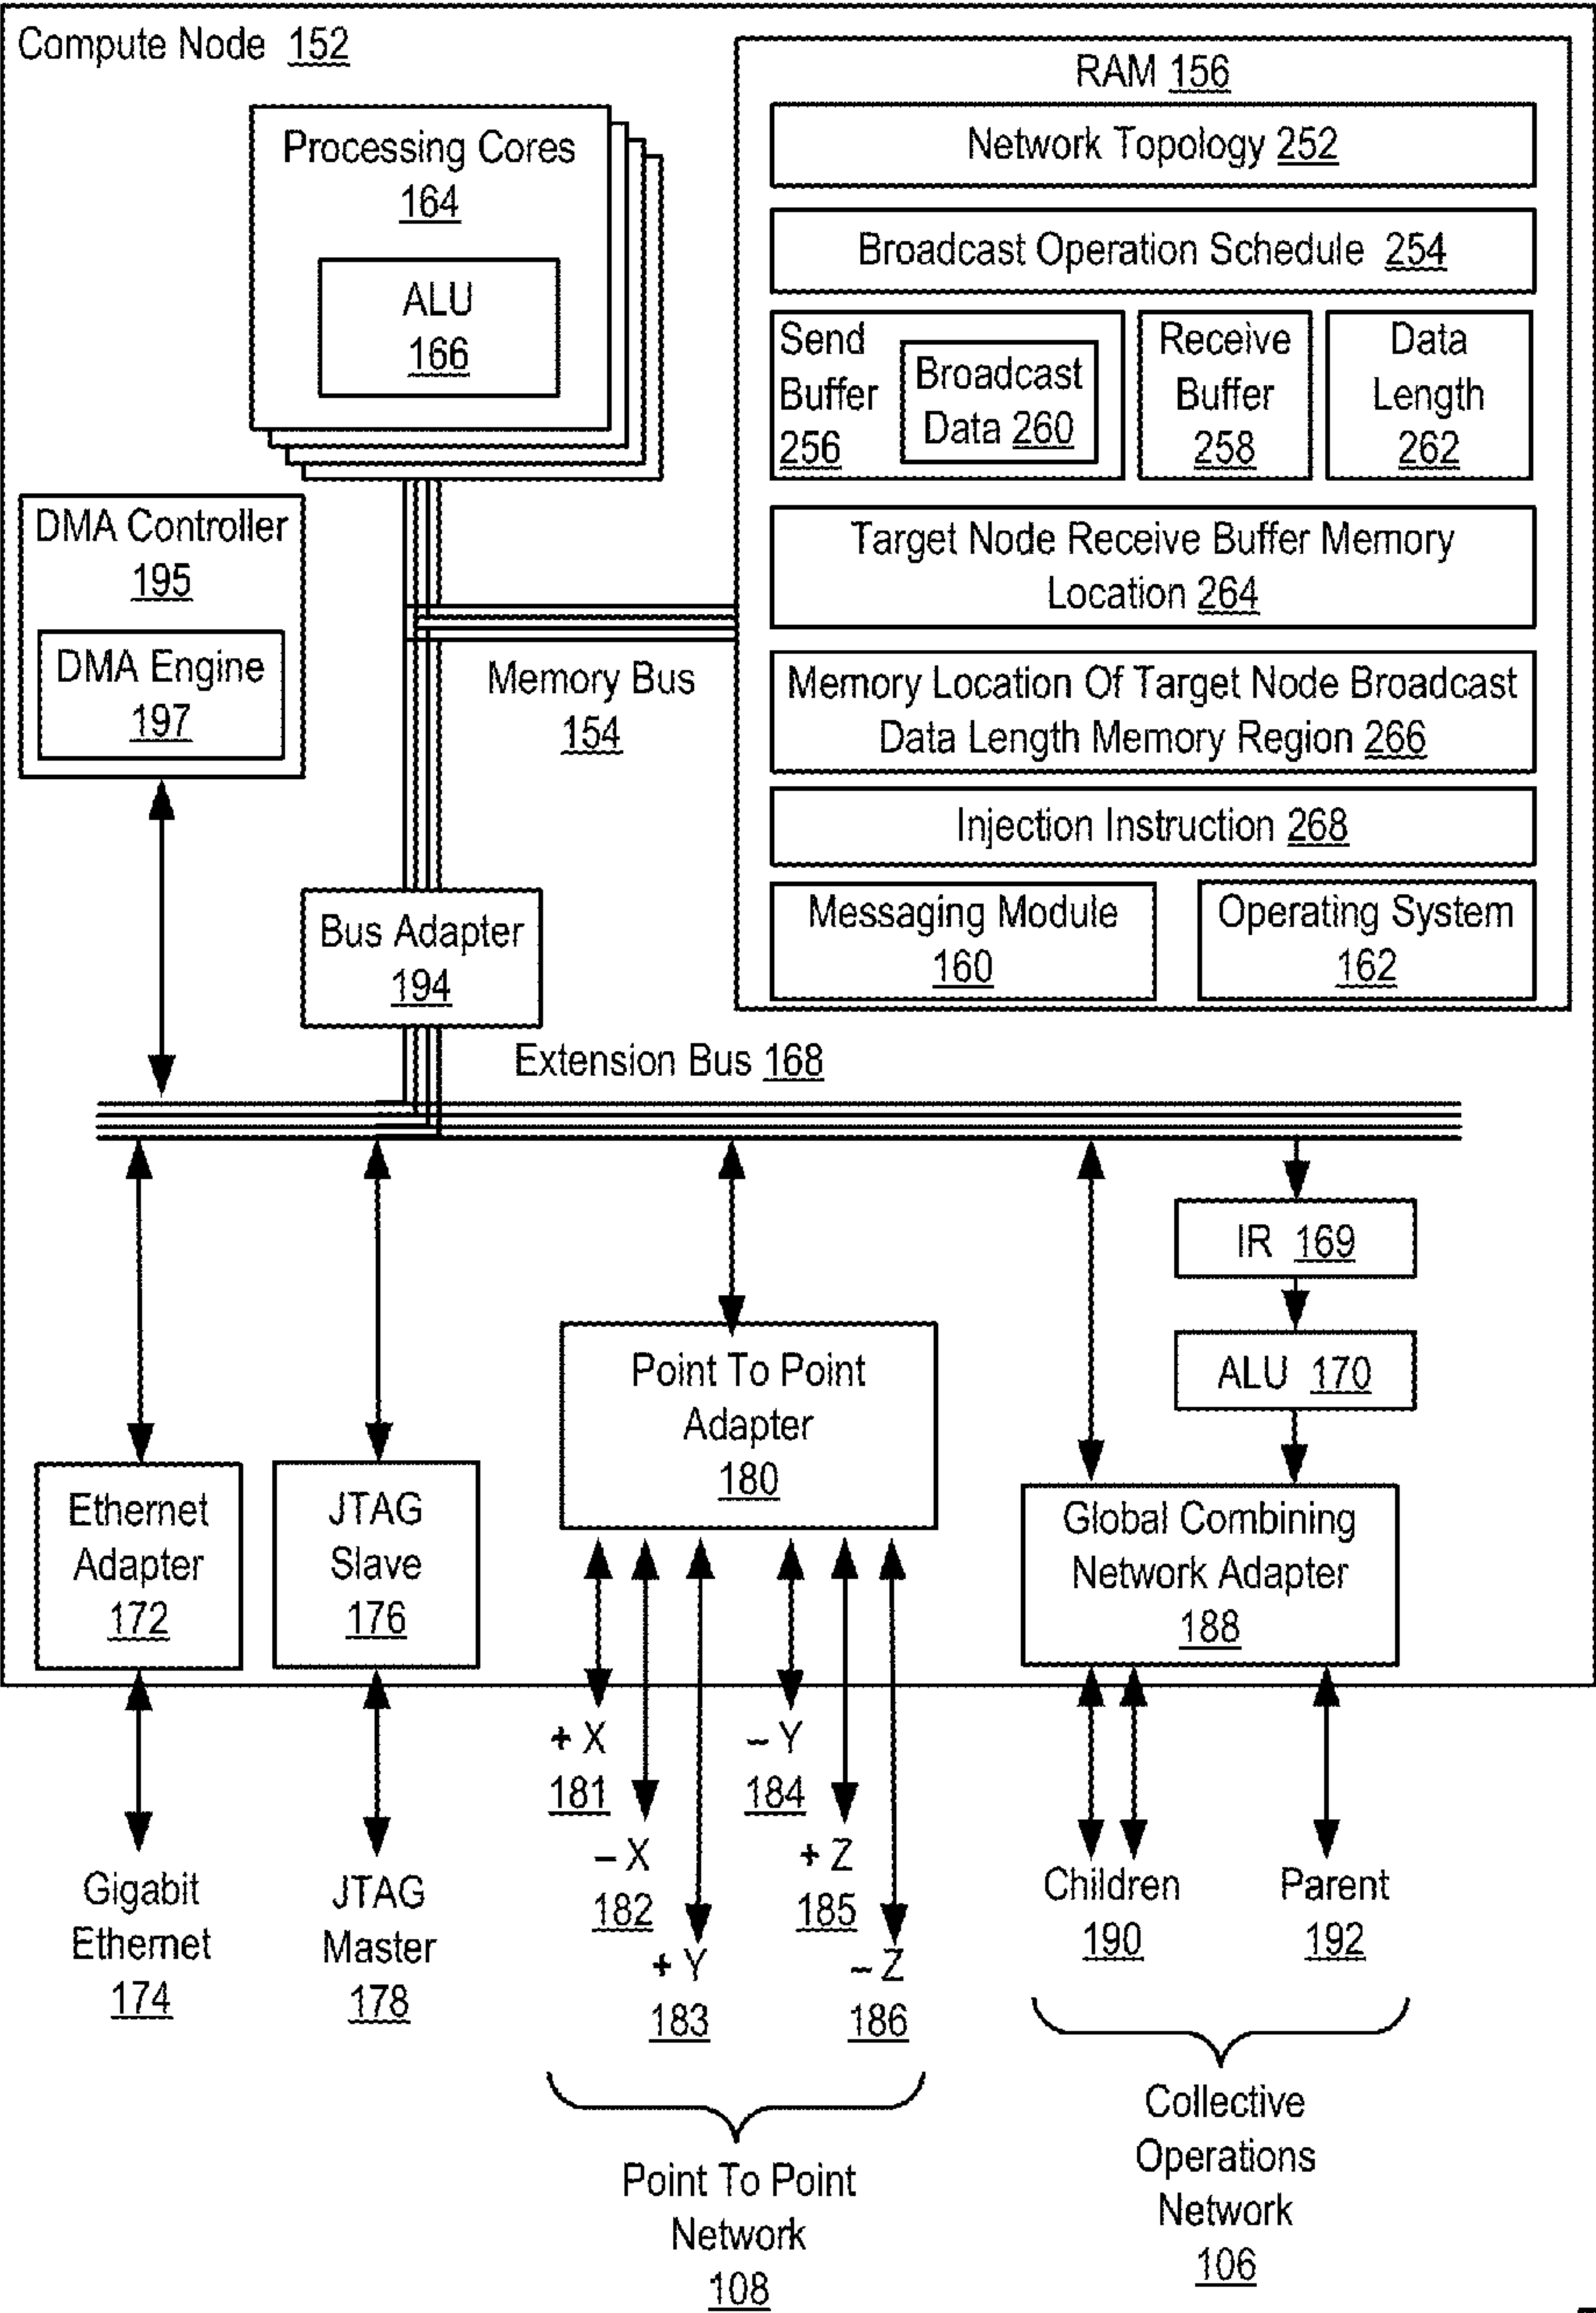 Compute Node 152
RAM 156
Processing Cores
164
ALU
166
Network Topology 252
Broadcast Operation Schedule 254
Send
Buffer
256
Broadcast
Data 260
Receive
Buffer
258
Data
Length
262
DMA Controller
195
DMA Engine
197
Target Node Receive Buffer Memory
Location 264
Memory Bus
154
Memory Location Of Target Node Broadcast
Data Length Memory Region 266
Injection Instruction 268
Bus Adapter
194
Messaging Module
160
Operating System
162
Extension Bus 168
IR 169
ALU 170
Point To Point
Adapter
180
Ethernet
Adapter
172
JTAG
Slave
176
Global Combining
Network Adapter
188
+ X
181
– X
182
+ Y
183
– Y
184
+ Z
185
– Z
186
Gigabit
Ethernet
174
JTAG
Master
178
Children
190
Parent
192
Point To Point
Network
108
Collective
Operations
Network
106